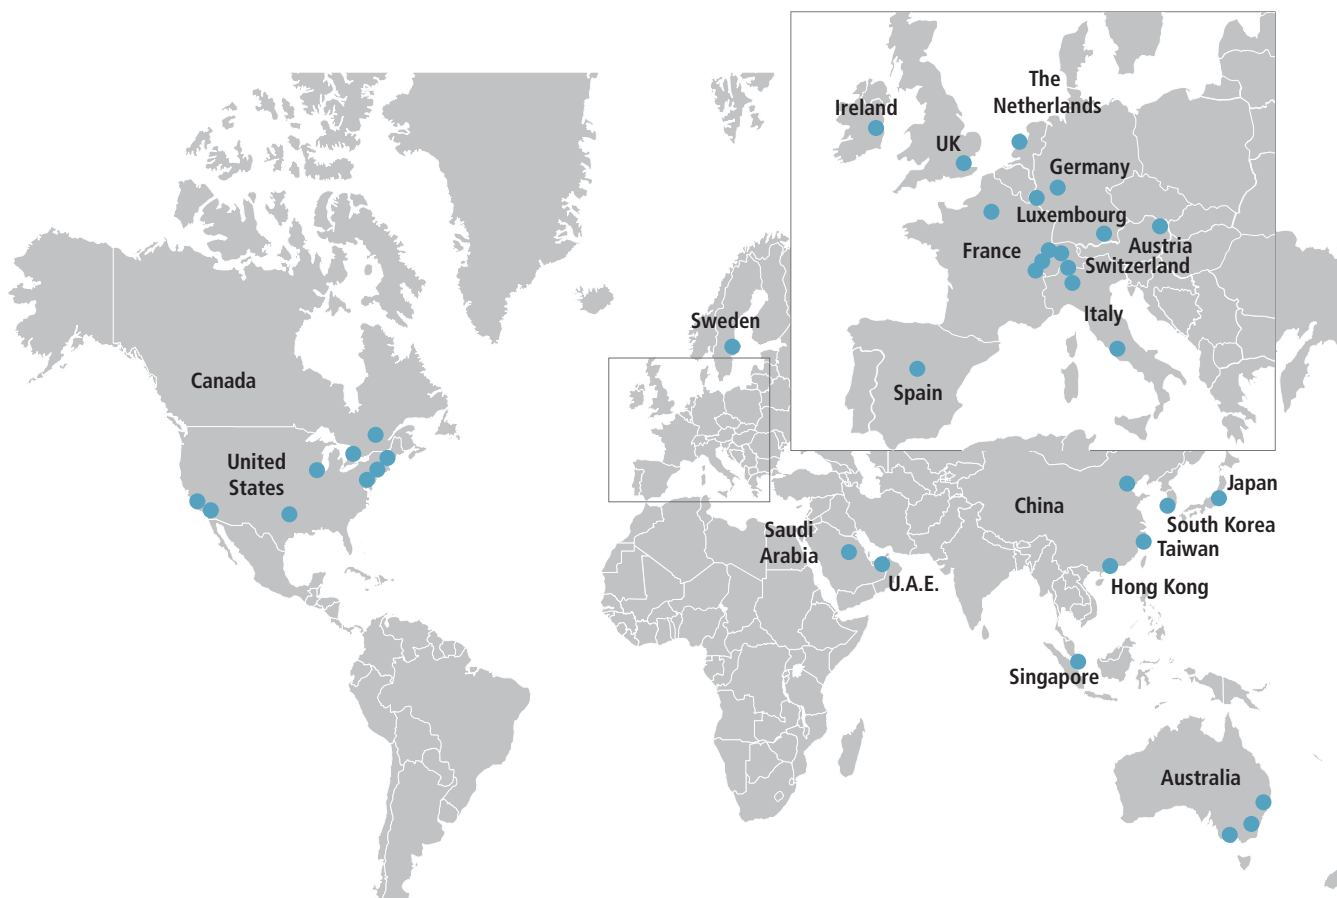 The
Netherlands
Ireland
UK
Germany
Luxembourg
France
Austria
Switzerland
Italy
Spain
Sweden
Canada
United
States
China
Japan
South Korea
Taiwan
Hong Kong
Saudi
Arabia
U.A.E.
Singapore
Australia